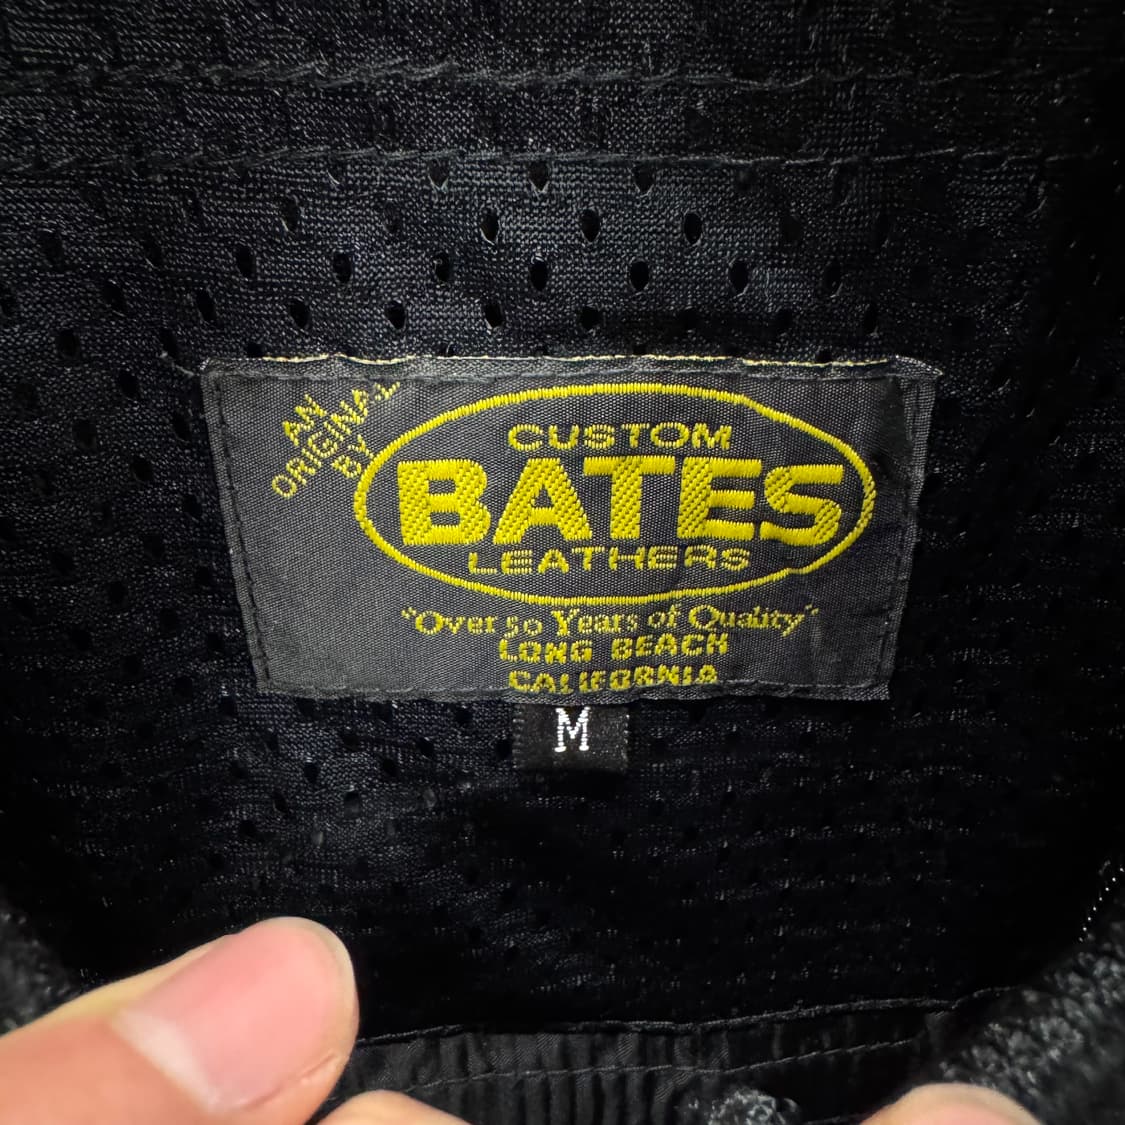 AN
ORIGINAL
BY
CUSTOM
BATES
LEATHERS
"Over 50 Years of Quality"
LONG BEACH
CALIFORNIA
M